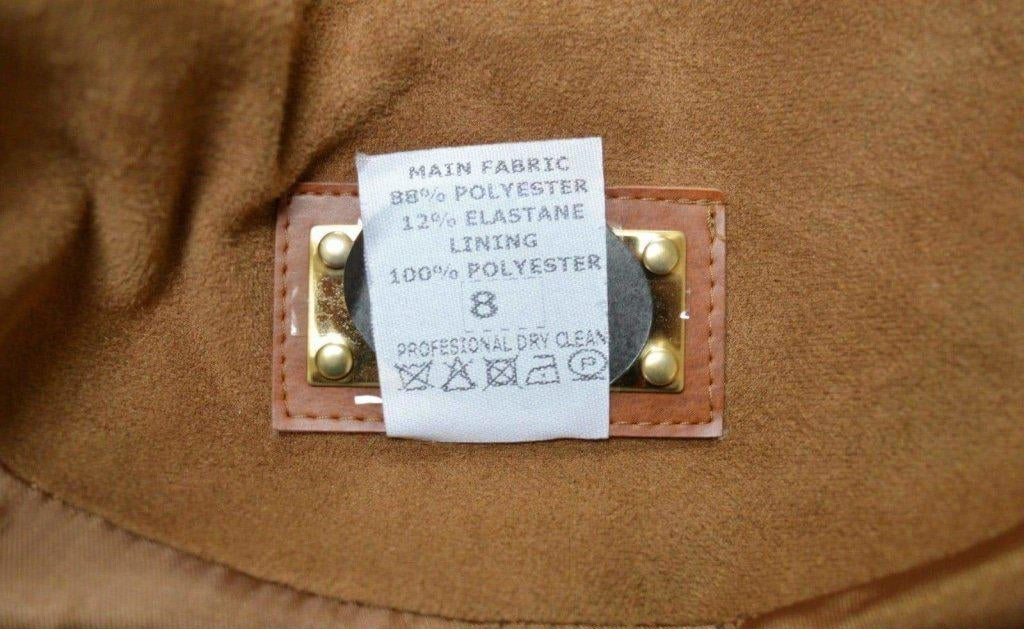 MAIN FABRIC
88% POLYESTER
12% ELASTANE
LINING
100% POLYESTER
8
PROFESIONAL DRY CLEAN
P